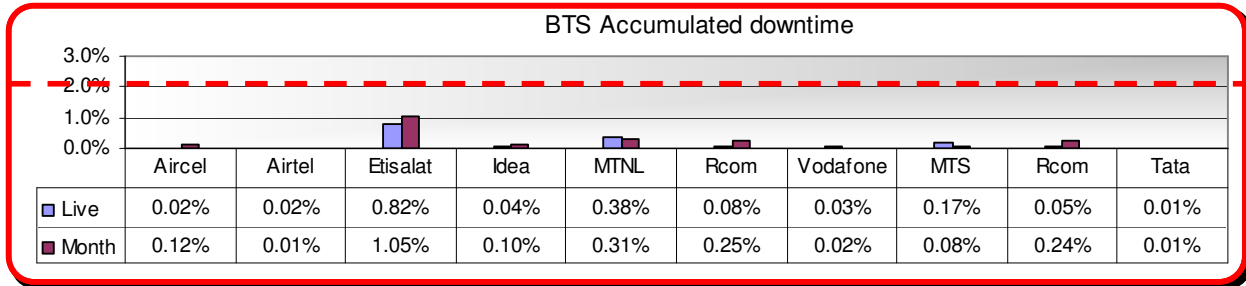 BTS Accumulated downtime
3.0%
2.0%
1.0%
0.0%
Aircel Airtel Etisalat Idea MTNL Rcom Vodafone MTS Rcom Tata
Live 0.02% 0.02% 0.82% 0.04% 0.38% 0.08% 0.03% 0.17% 0.05% 0.01%
Month 0.12% 0.01% 1.05% 0.10% 0.31% 0.25% 0.02% 0.08% 0.24% 0.01%